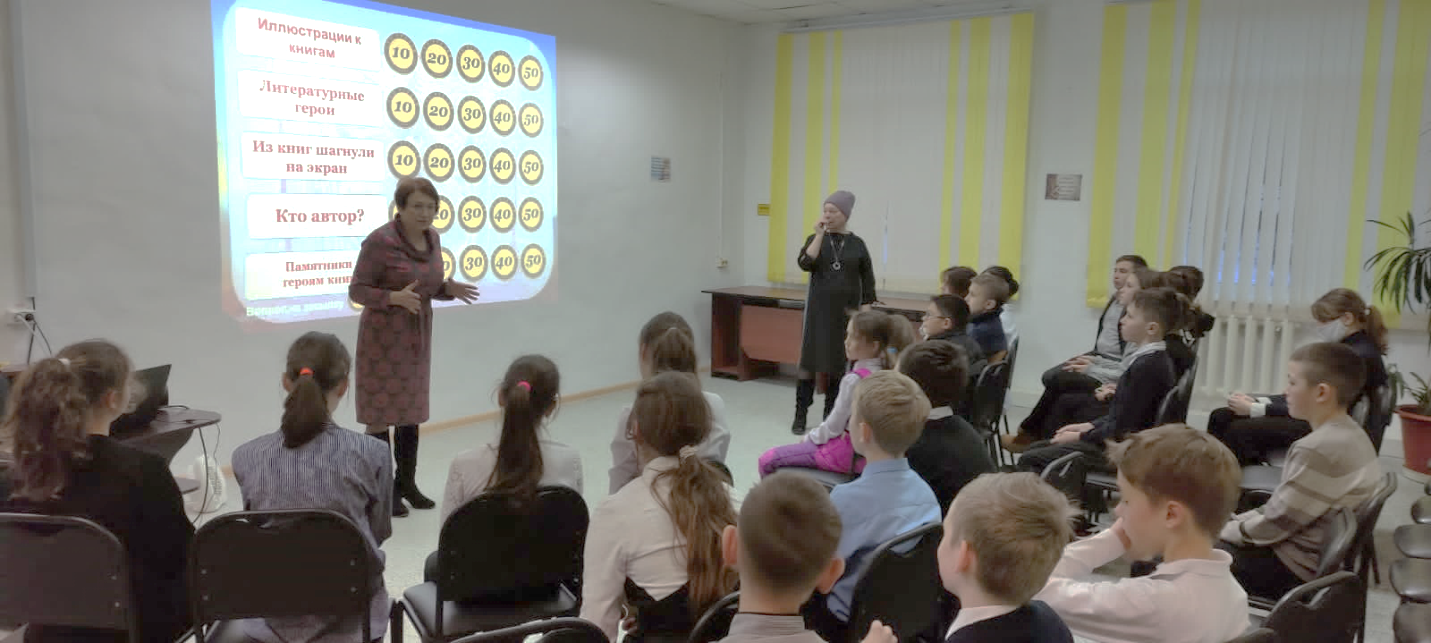 Иллюстрации к
книгам
10 20 30 40 50
Литературные
герои
10 20 30 40 50
Из книг шагнули
на экран
10 20 30 40 50
Кто автор?
30 40 50
Памятники
героям книг
30 40 50